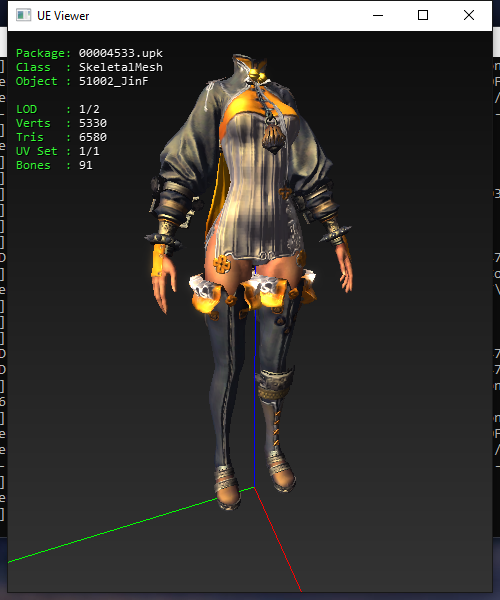 UE Viewer
Package: 00004533.upk
Class  : SkeletalMesh
Object : 51002_JinF
LOD    : 1/2
Verts  : 5330
Tris   : 6580
UV Set : 1/1
Bones  : 91